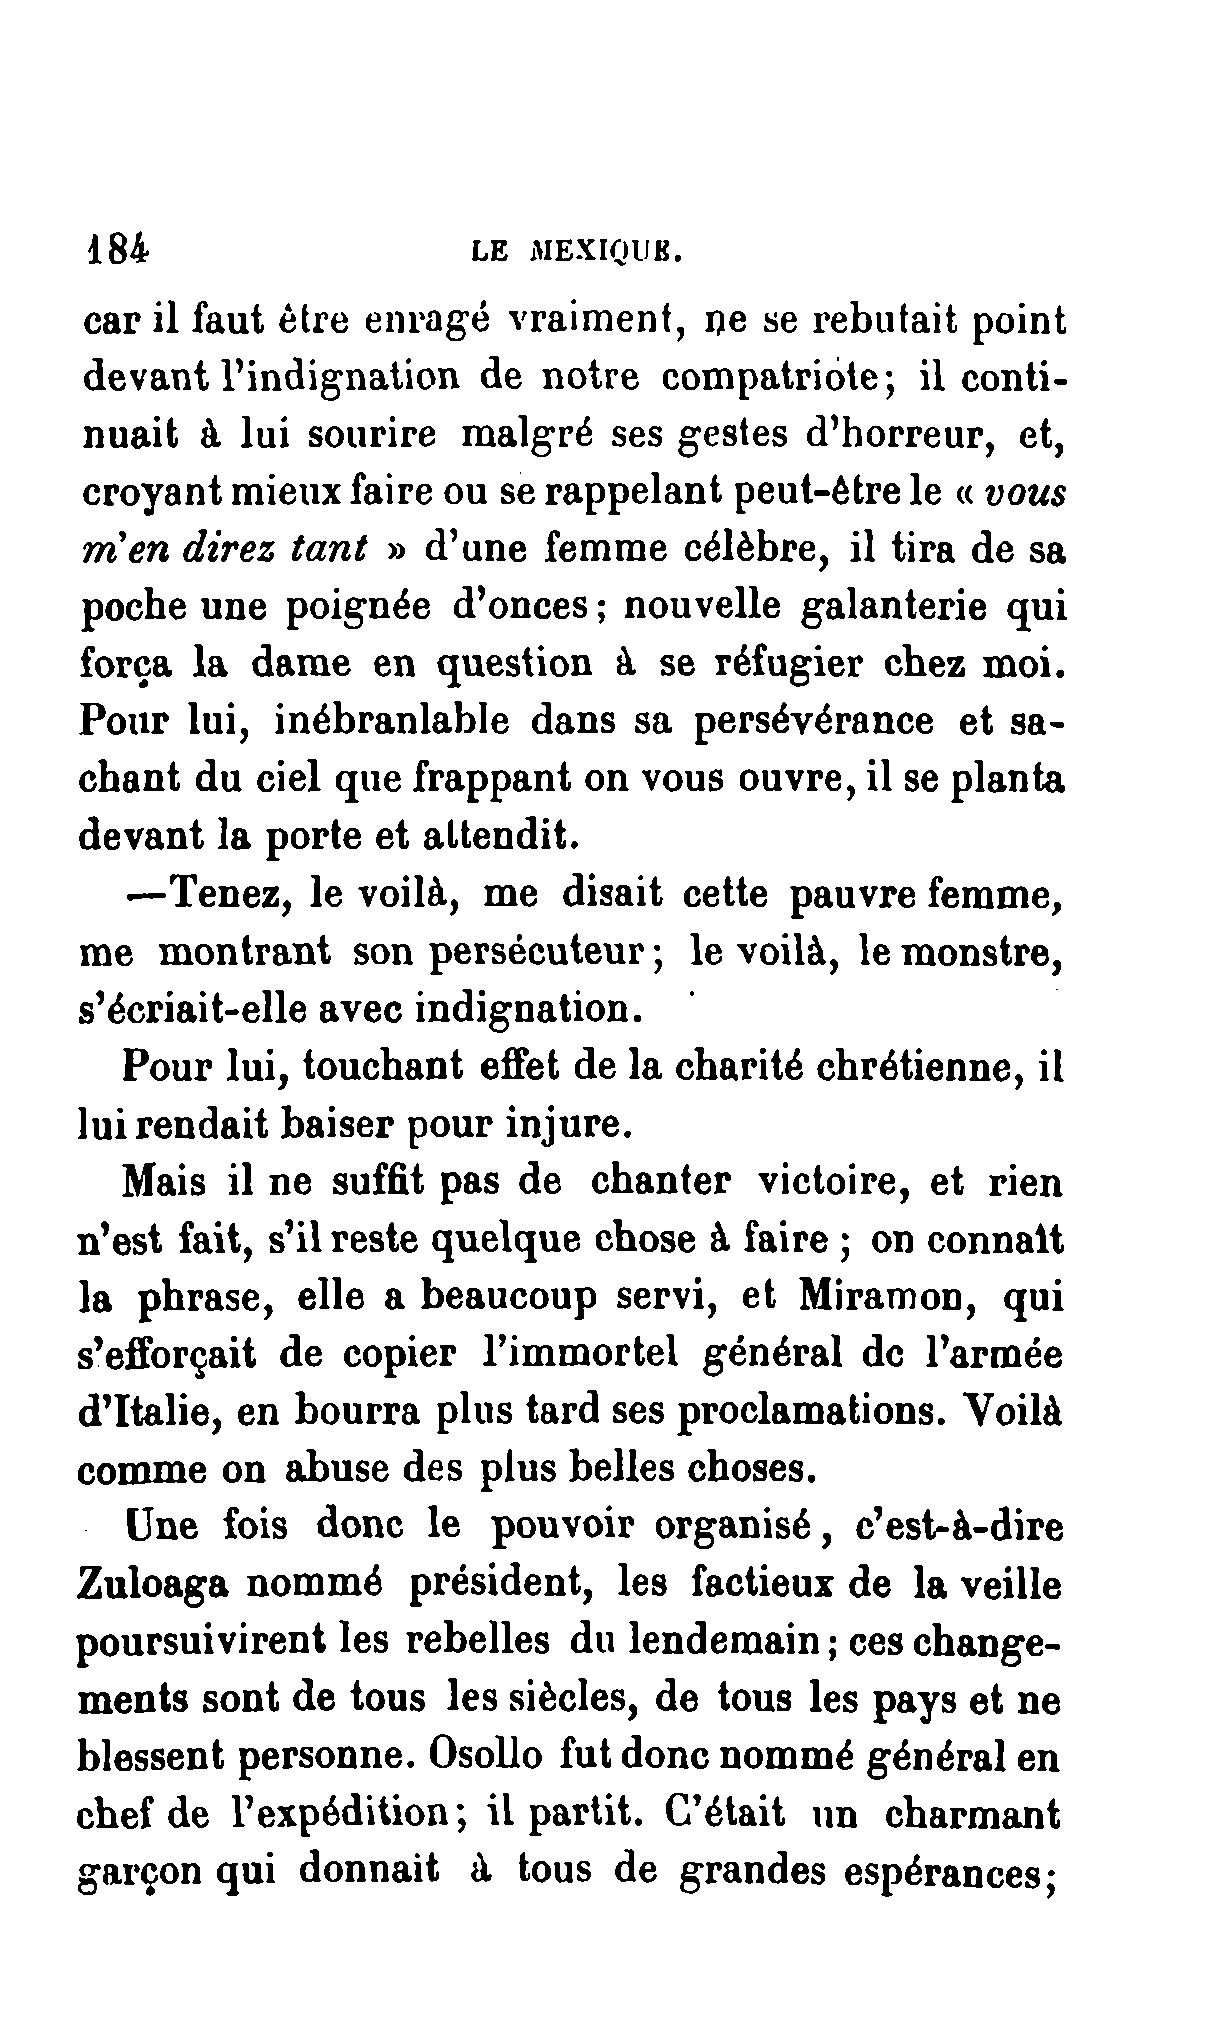 184 LE MEXIQUE.
car il faut être enragé vraiment, ne se rebutait point
devant l'indignation de notre compatriote; il conti-
nuait à lui sourire malgré ses gestes d'horreur, et,
croyant mieux faire ou se rappelant peut-être le « vous
m'en direz tant » d'une femme célèbre, il tira de sa
poche une poignée d'onces; nouvelle galanterie qui
força la dame en question à se réfugier chez moi.
Pour lui, inébranlable dans sa persévérance et sa-
chant du ciel que frappant on vous ouvre, il se planta
devant la porte et attendit.
—Tenez, le voilà, me disait cette pauvre femme,
me montrant son persécuteur; le voilà, le monstre,
s'écriait-elle avec indignation.
Pour lui, touchant effet de la charité chrétienne, il
lui rendait baiser pour injure.
Mais il ne suffit pas de chanter victoire, et rien
n'est fait, s'il reste quelque chose à faire ; on connaît
la phrase, elle a beaucoup servi, et Miramon, qui
s'efforçait de copier l'immortel général de l'armée
d'Italie, en bourra plus tard ses proclamations. Voilà
comme on abuse des plus belles choses.
Une fois donc le pouvoir organisé, c'est-à-dire
Zuloaga nommé président, les factieux de la veille
poursuivirent les rebelles du lendemain; ces change-
ments sont de tous les siècles, de tous les pays et ne
blessent personne. Osollo fut donc nommé général en
chef de l'expédition; il partit. C'était un charmant
garçon qui donnait à tous de grandes espérances;